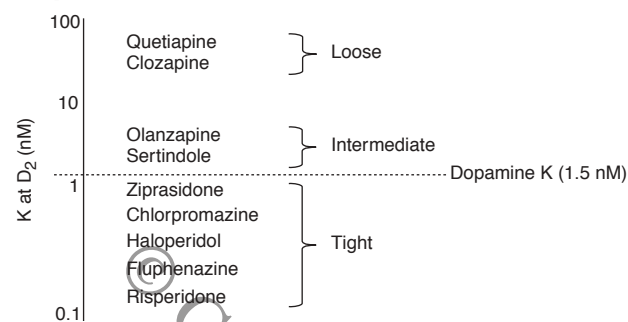 100
Quetiapine
Clozapine
Loose
10
Olanzapine
Sertindole
Intermediate
K at D2 (nM)
Dopamine K (1.5 nM)
1
Ziprasidone
Chlorpromazine
Haloperidol
Tight
©
Fluphenazine
Risperidone
0.1